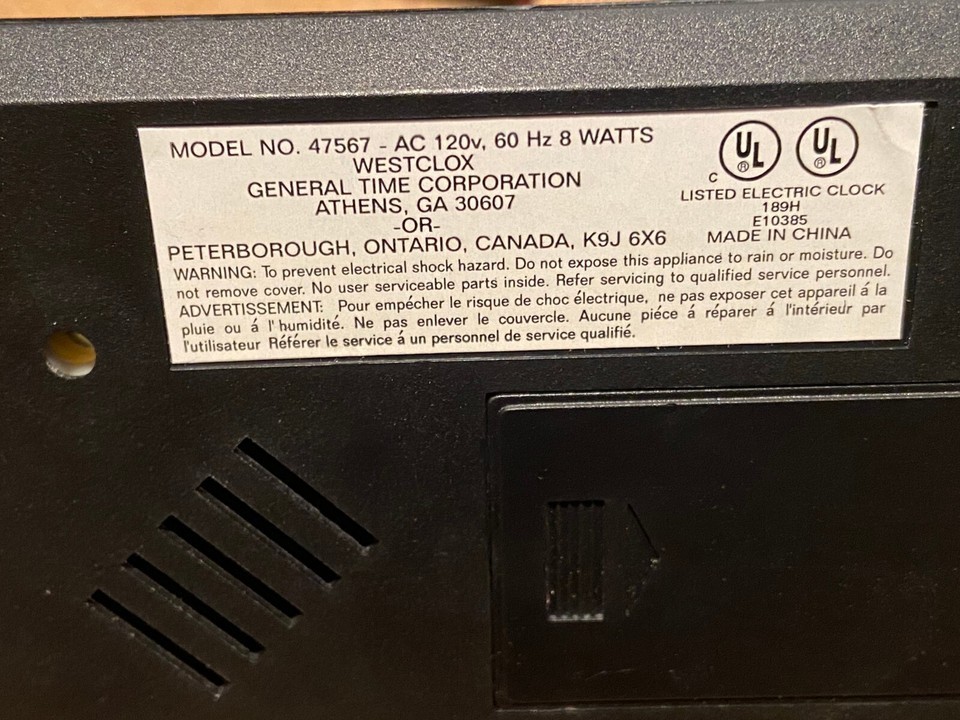 MODEL NO. 47567 - AC 120v, 60 Hz 8 WATTS
WESTCLOX
GENERAL TIME CORPORATION
ATHENS, GA 30607
-OR-
PETERBOROUGH, ONTARIO, CANADA, K9J 6X6
C UL ® UL ®
LISTED ELECTRIC CLOCK
189H
E10385
MADE IN CHINA
WARNING: To prevent electrical shock hazard. Do not expose this appliance to rain or moisture. Do
not remove cover. No user serviceable parts inside. Refer servicing to qualified service personnel.
ADVERTISSEMENT: Pour empécher le risque de choc électrique, ne pas exposer cet appareil á la
pluie ou á l'humidité. Ne pas enlever le couvercle. Aucune piéce á réparer á l'intérieur par
l'utilisateur Référer le service á un personnel de service qualifié.